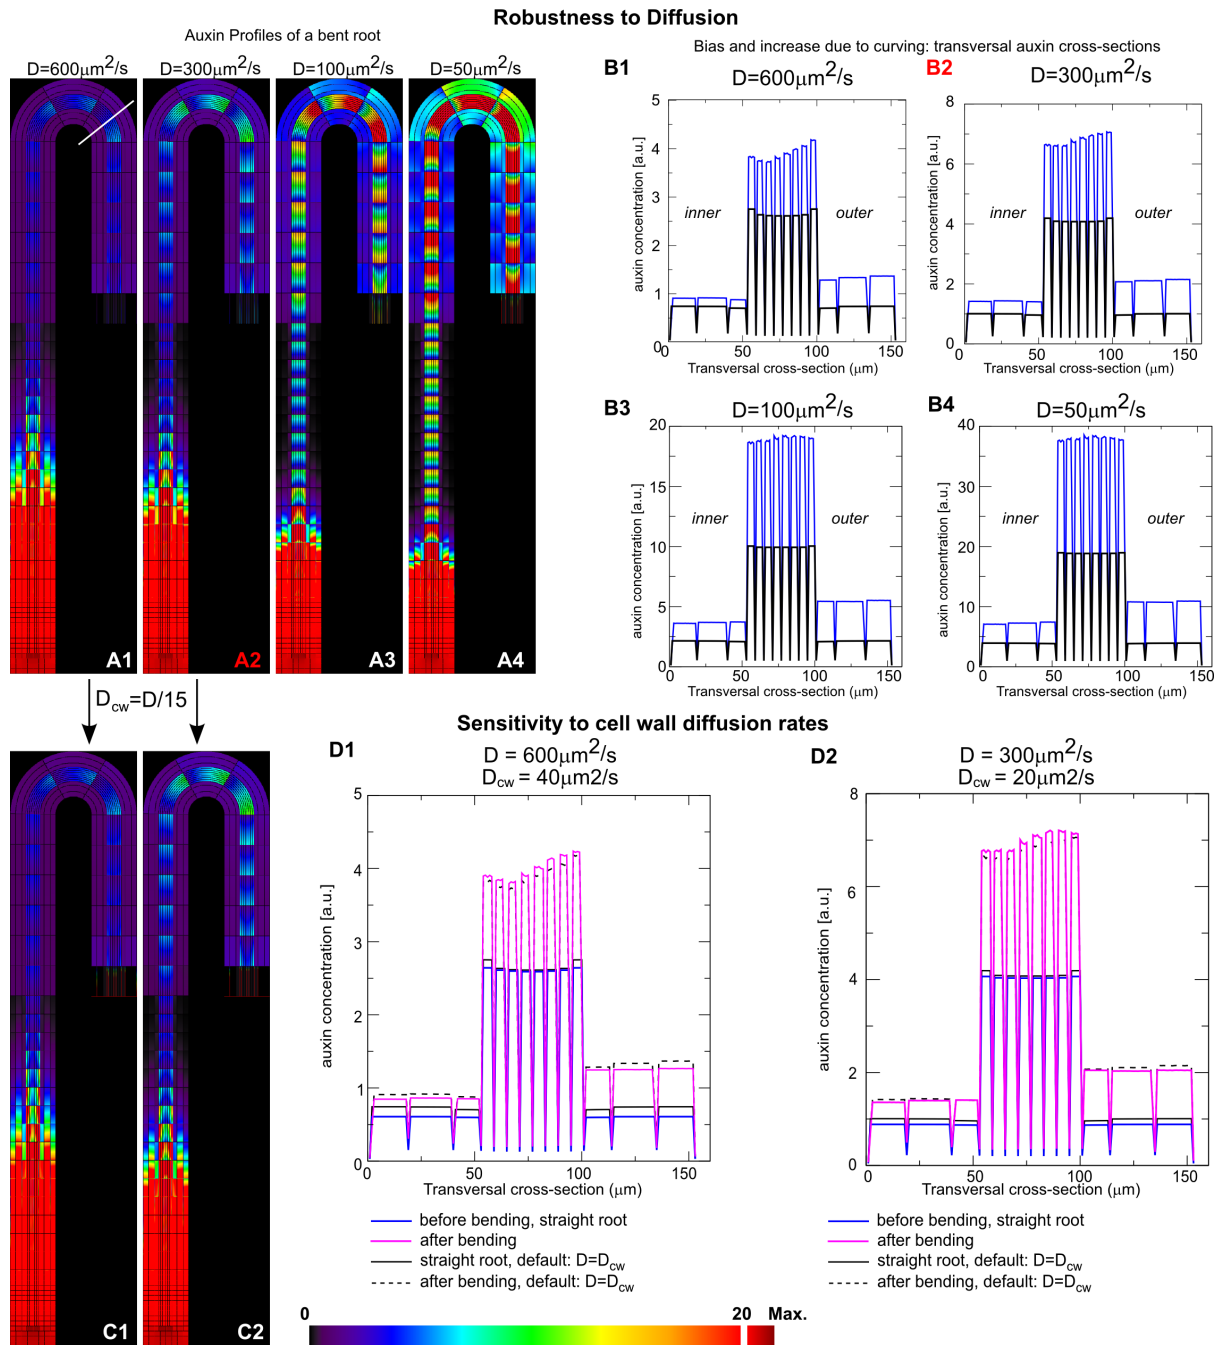 Robustness to Diffusion
Auxin Profiles of a bent root
D=600μm²/s
D=300μm²/s
D=100μm²/s
D=50μm²/s
A1
A2
A3
A4
Bias and increase due to curving: transversal auxin cross-sections
B1
D=600μm²/s
5
4
3
2
1
0
auxin concentration [a.u.]
inner
outer
0
50
100
150
Transversal cross-section (μm)
B2
D=300μm²/s
8
6
4
2
0
auxin concentration [a.u.]
inner
outer
0
50
100
150
Transversal cross-section (μm)
B3
D=100μm²/s
20
15
10
5
0
auxin concentration [a.u.]
inner
outer
0
50
100
150
Transversal cross-section (μm)
B4
D=50μm²/s
40
30
20
10
0
auxin concentration [a.u.]
inner
outer
0
50
100
150
Transversal cross-section (μm)
Dcw=D/15
C1
C2
Sensitivity to cell wall diffusion rates
D1
D = 600μm²/s
Dcw = 40μm2/s
5
4
3
2
1
0
auxin concentration [a.u.]
0
50
100
150
Transversal cross-section (μm)
before bending, straight root
after bending
straight root, default: D=Dcw
after bending, default: D=Dcw
D2
D = 300μm²/s
Dcw = 20μm2/s
8
6
4
2
0
auxin concentration [a.u.]
0
50
100
150
Transversal cross-section (μm)
before bending, straight root
after bending
straight root, default: D=Dcw
after bending, default: D=Dcw
0
20
Max.